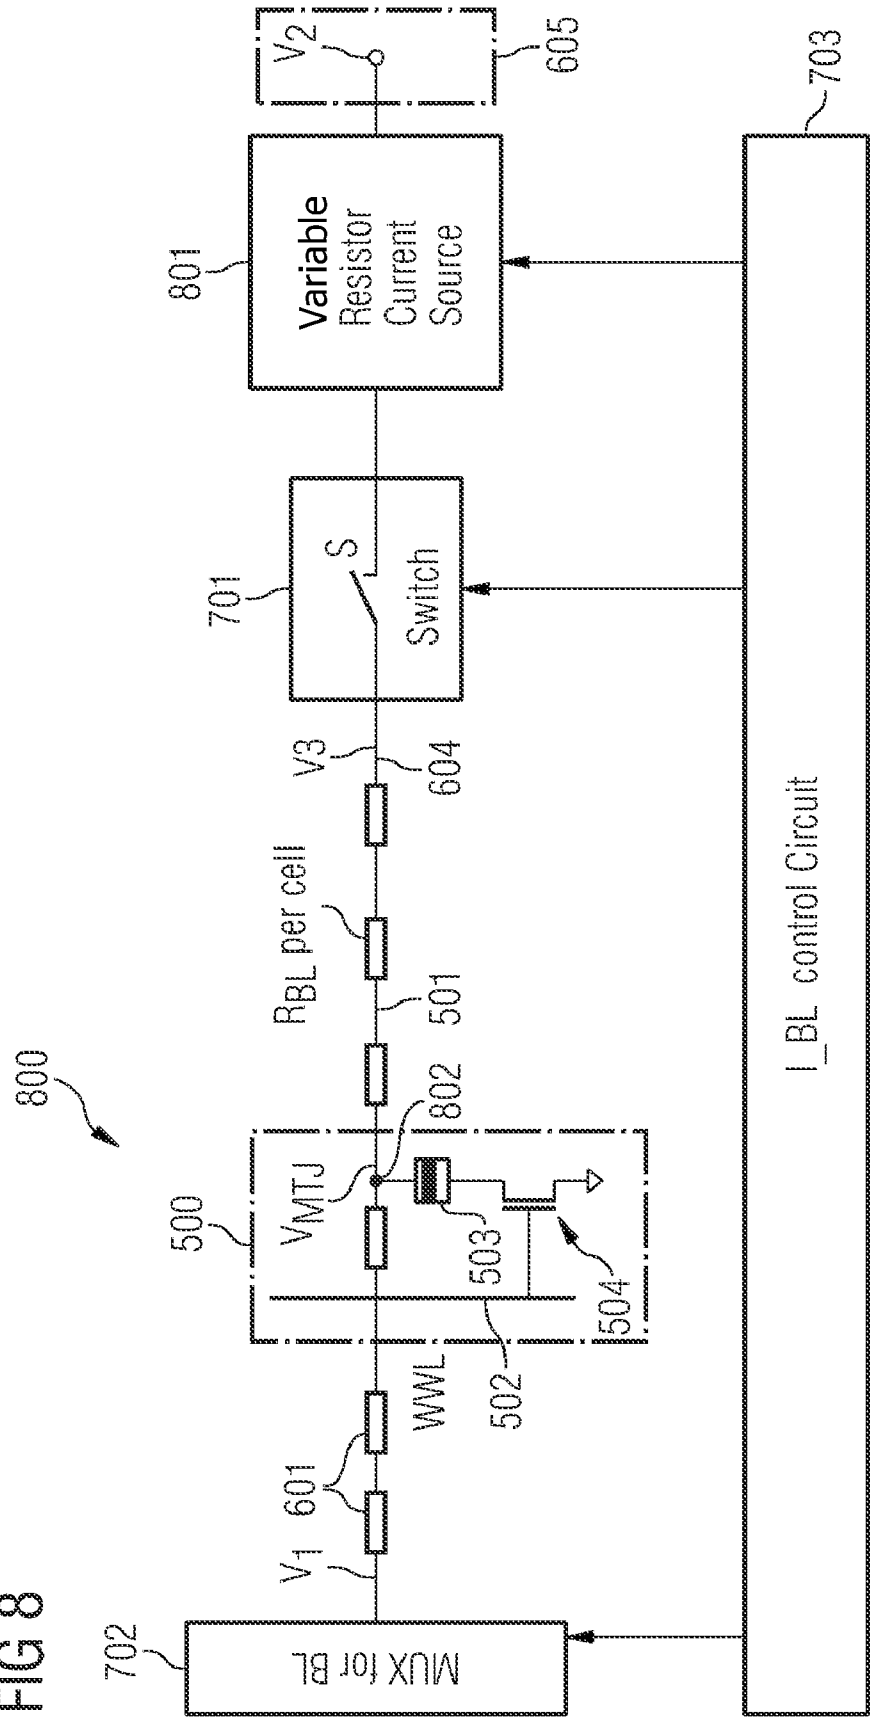 FIG 8
800
702
MUX for BL
V1
601
WWL
502
500
VMTJ
503
504
802
501
RBL per cell
V3
604
701
S
Switch
801
Variable
Resistor
Current
Source
V2
605
703
I_BL control Circuit